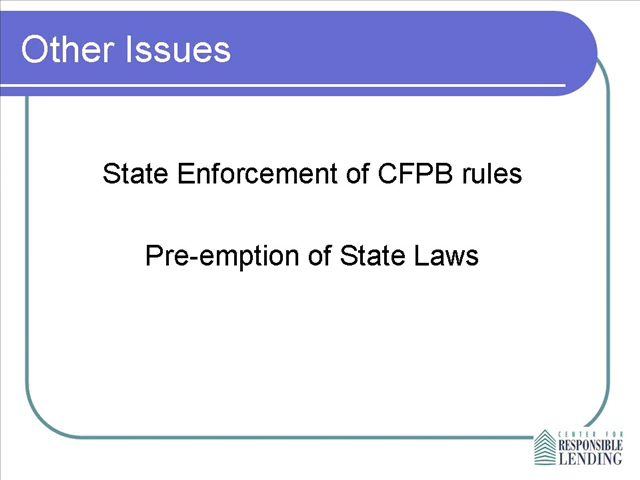 Other Issues
State Enforcement of CFPB rules
Pre-emption of State Laws
CENTER FOR
RESPONSIBLE
LENDING